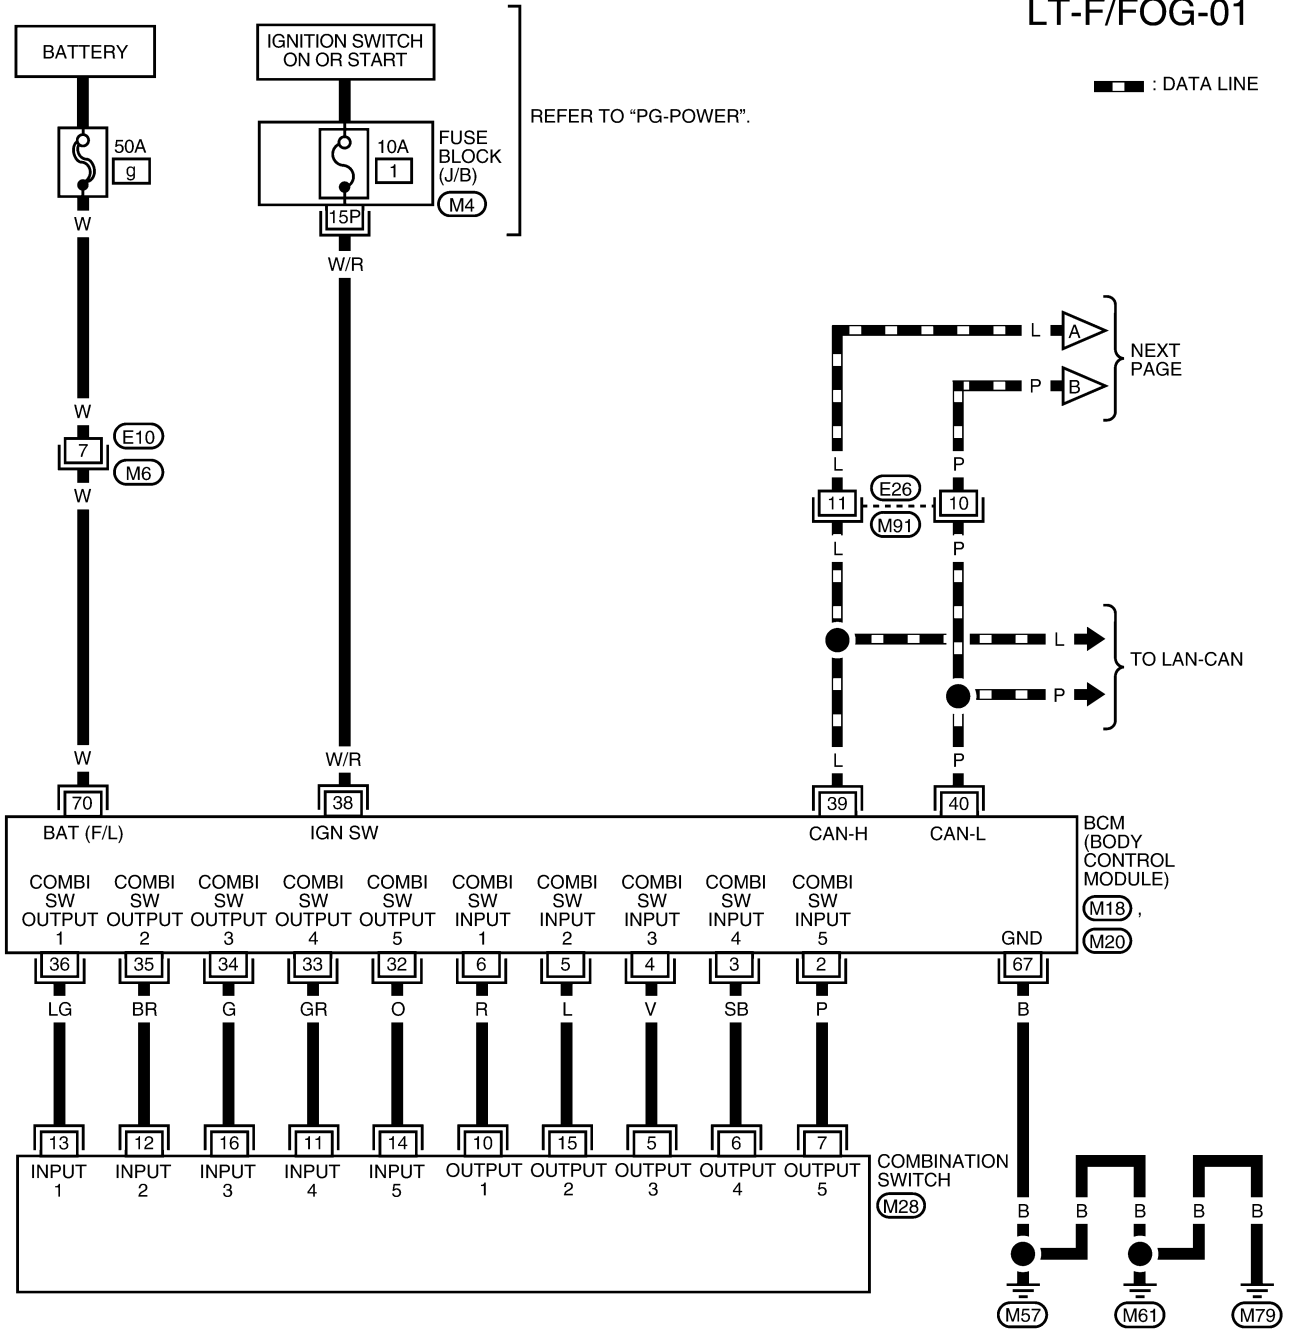 LT-F/FOG-01
BATTERY
IGNITION SWITCH
ON OR START
: DATA LINE
REFER TO “PG-POWER”.
50A
g
10A
1
FUSE
BLOCK
(J/B)
M4
15P
W
W/R
L
A
NEXT
PAGE
P
B
W
7
E10
M6
W
L
P
11
E26
M91
10
L
P
L
TO LAN-CAN
P
W
W/R
L
P
70
38
39
40
BAT (F/L)
IGN SW
CAN-H
CAN-L
BCM
(BODY
CONTROL
MODULE)
M18 ,
M20
COMBI
SW
OUTPUT
1
COMBI
SW
OUTPUT
2
COMBI
SW
OUTPUT
3
COMBI
SW
OUTPUT
4
COMBI
SW
OUTPUT
5
COMBI
SW
INPUT
1
COMBI
SW
INPUT
2
COMBI
SW
INPUT
3
COMBI
SW
INPUT
4
COMBI
SW
INPUT
5
GND
36
35
34
33
32
6
5
4
3
2
67
LG
BR
G
GR
O
R
L
V
SB
P
B
13
12
16
11
14
10
15
5
6
7
INPUT
1
INPUT
2
INPUT
3
INPUT
4
INPUT
5
OUTPUT
1
OUTPUT
2
OUTPUT
3
OUTPUT
4
OUTPUT
5
COMBINATION
SWITCH
M28
B
B
B
B
B
M57
M61
M79